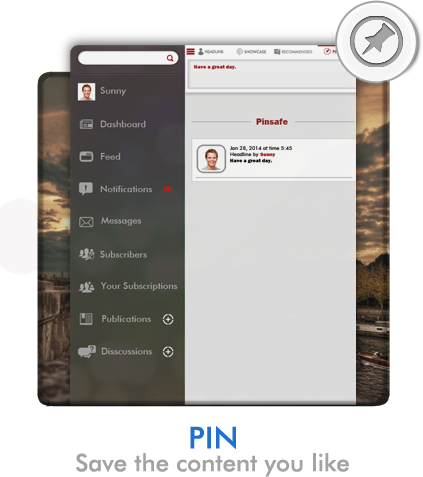 HEADLINE SHOWCASE RECOMMENDED
Have a great day.
Sunny
Dashboard
Pinsafe
Feed
Jan 28, 2014 at time 5:45
Headline by Sunny
Have a great day.
Notifications
Messages
Subscribers
Your Subscriptions
Publications
Disscussions
PIN
Save the content you like